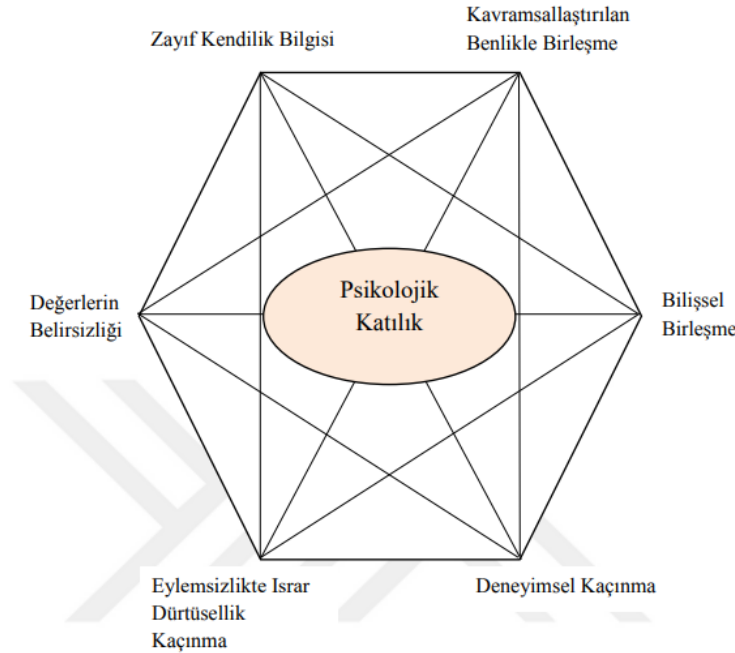 Zayıf Kendilik Bilgisi
Kavramsallaştırılan
Benlikle Birleşme
Psikolojik
Katılık
Değerlerin
Belirsizliği
Bilişsel
Birleşme
Eylemsizlikte Israr
Dürtüsellik
Kaçınma
Deneyimsel Kaçınma